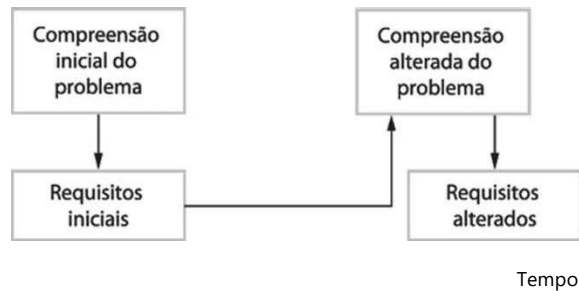 Compreensão
inicial do
problema
Compreensão
alterada do
problema
Requisitos
iniciais
Requisitos
alterados
Tempo